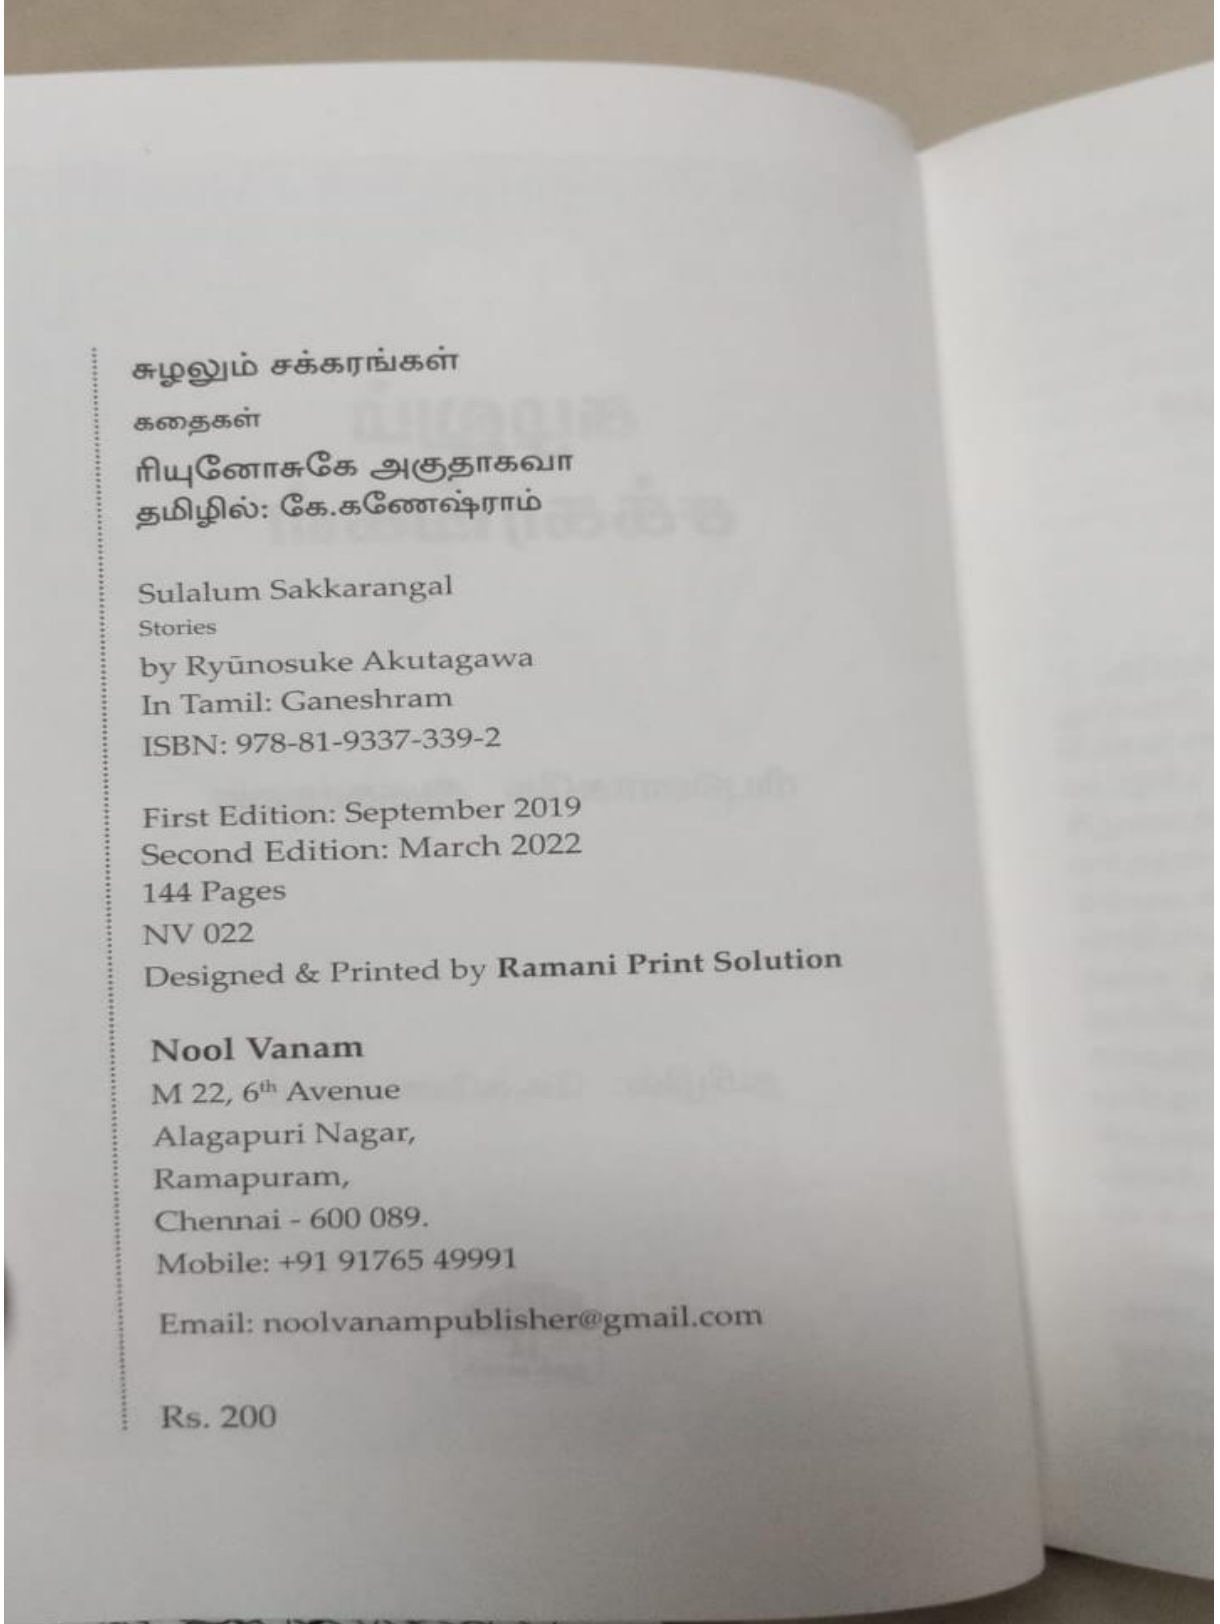 சுழலும் சக்கரங்கள்
கதைகள்
ரியுனோசுகே அகுதாகவா
தமிழில்: கே.கணேஷ்ராம்
Sulalum Sakkarangal
Stories
by Ryūnosuke Akutagawa
In Tamil: Ganeshram
ISBN: 978-81-9337-339-2
First Edition: September 2019
Second Edition: March 2022
144 Pages
NV 022
Designed & Printed by Ramani Print Solution
Nool Vanam
M 22, 6th Avenue
Alagapuri Nagar,
Ramapuram,
Chennai - 600 089.
Mobile: +91 91765 49991
Email: noolvanampublisher@gmail.com
Rs. 200